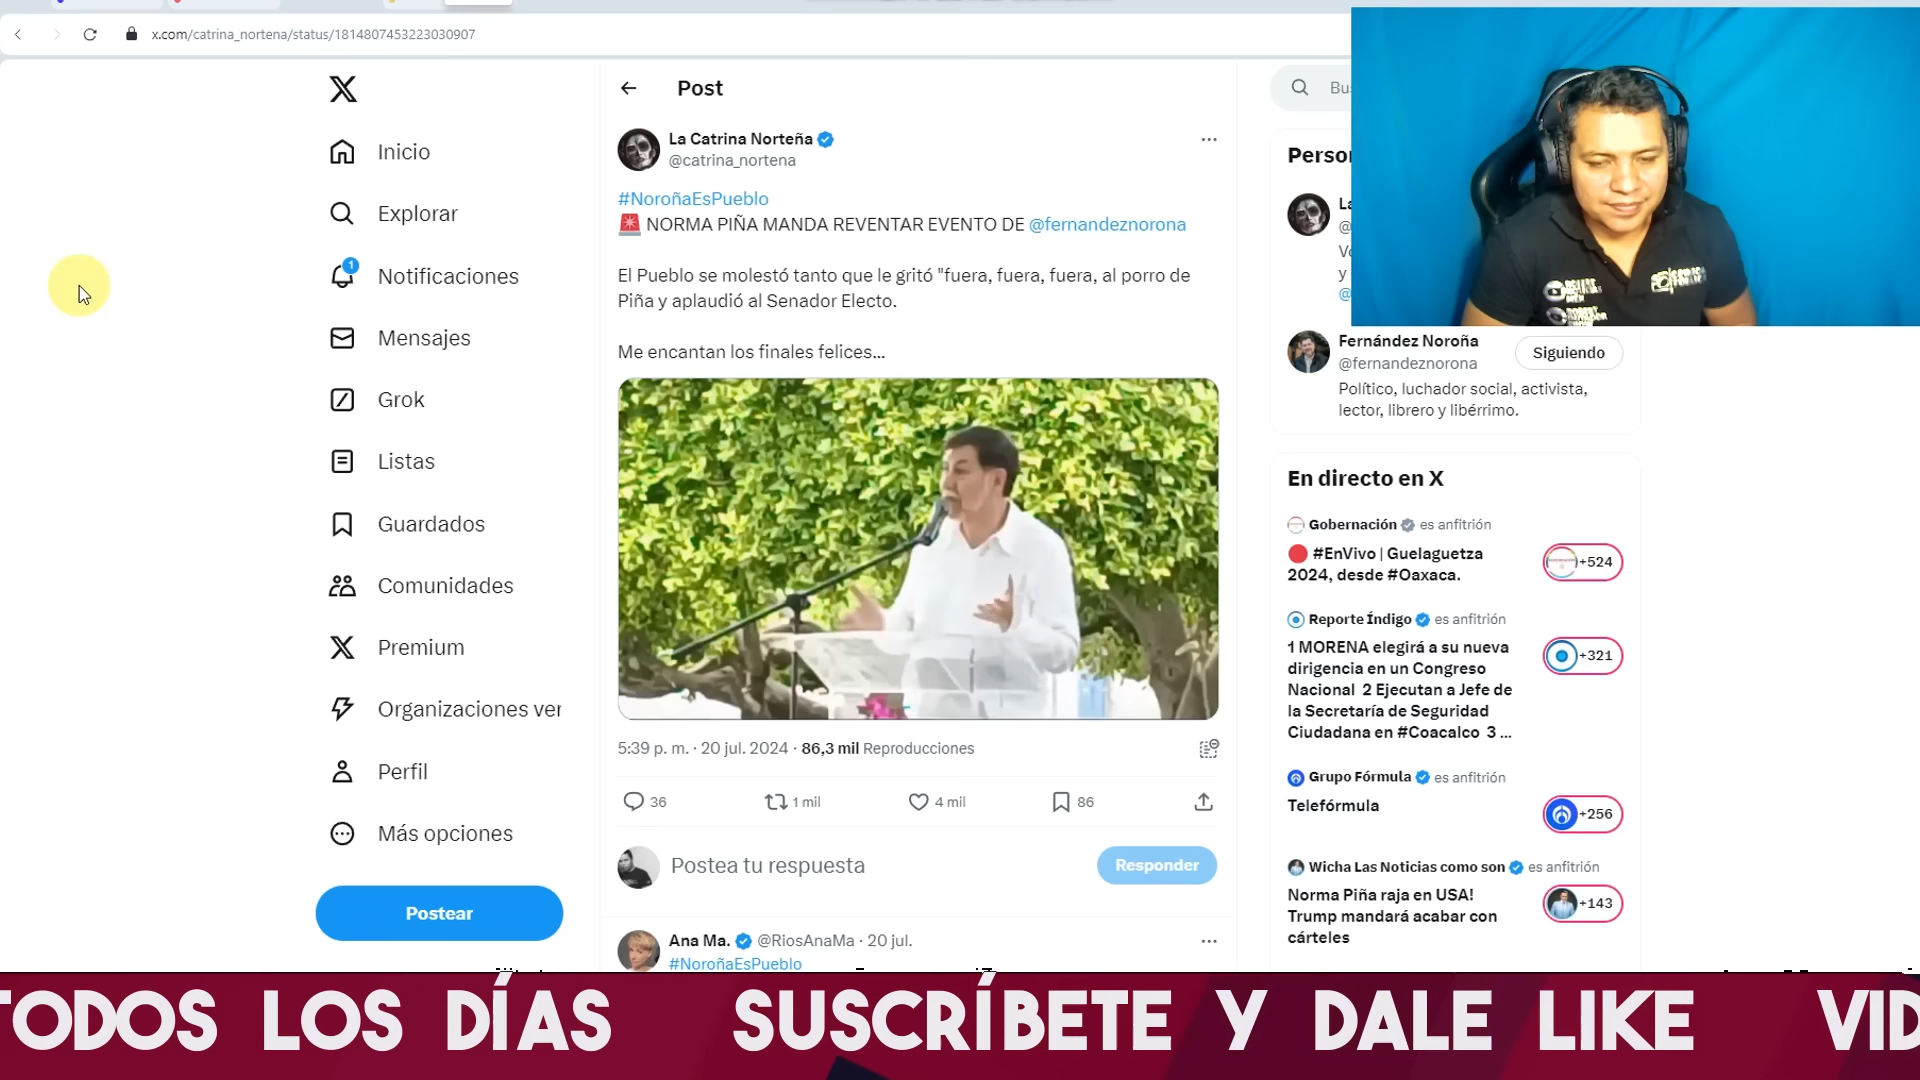 x.com/catrina_nortena/status/1814807453223030907
Inicio
Explorar
1
Notificaciones
Mensajes
Grok
Listas
Guardados
Comunidades
Premium
Organizaciones ver
Perfil
Más opciones
Postear
Post
La Catrina Norteña
@catrina_nortena
#NoroñaEsPueblo
NORMA PIÑA MANDA REVENTAR EVENTO DE @fernandeznorona
El Pueblo se molestó tanto que le gritó "fuera, fuera, fuera, al porro de
Piña y aplaudió al Senador Electo.
Me encantan los finales felices...
5:39 p. m. · 20 jul. 2024 · 86,3 mil Reproducciones
36
1 mil
4 mil
86
Postea tu respuesta
Responder
Ana Ma. @RiosAnaMa · 20 jul.
#NoroñaEsPueblo
Bus
Person
La
@
Vo
y
@
Fernández Noroña
@fernandeznorona
Siguiendo
Político, luchador social, activista,
lector, librero y libérrimo.
En directo en X
Gobernación es anfitrión
#EnVivo | Guelaguetza
2024, desde #Oaxaca.
+524
Reporte Índigo es anfitrión
1 MORENA elegirá a su nueva
dirigencia en un Congreso
Nacional 2 Ejecutan a Jefe de
la Secretaría de Seguridad
Ciudadana en #Coacalco 3 ...
+321
Grupo Fórmula es anfitrión
Telefórmula
+256
Wicha Las Noticias como son es anfitrión
Norma Piña raja en USA!
Trump mandará acabar con
cárteles
+143
TODOS LOS DÍAS SUSCRÍBETE Y DALE LIKE VID